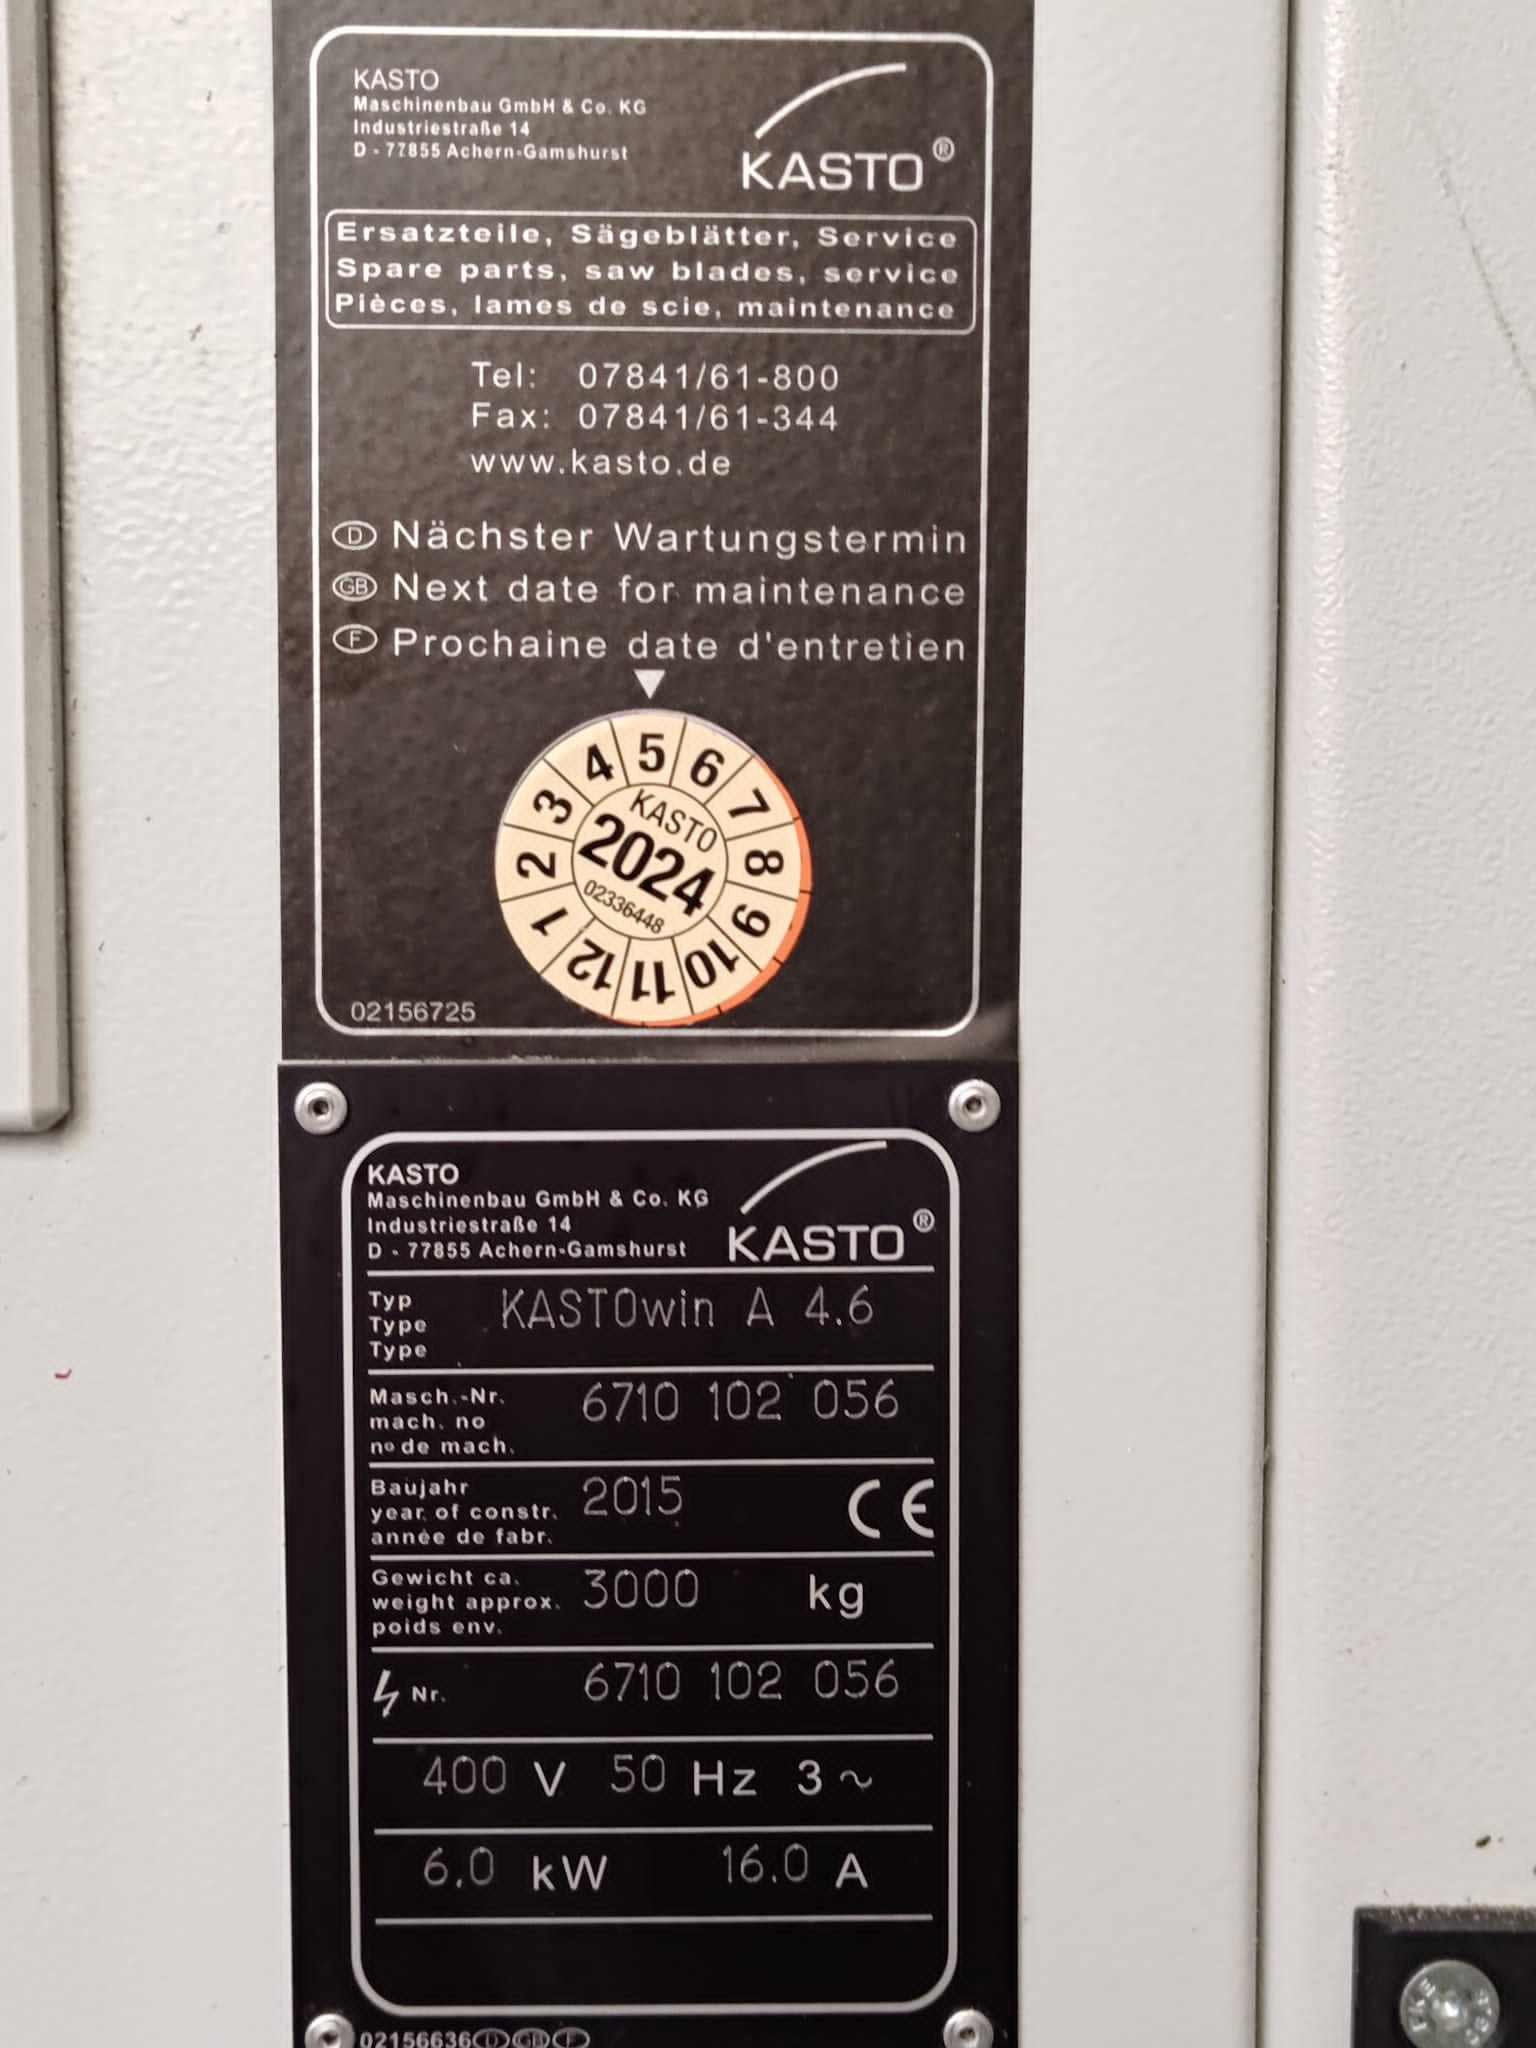 KASTO
Maschinenbau GmbH & Co. KG
Industriestraße 14
D - 77855 Achern-Gamshurst
KASTO®
Ersatzteile, Sägeblätter, Service
Spare parts, saw blades, service
Pièces, lames de scie, maintenance
Tel: 07841/61-800
Fax: 07841/61-344
www.kasto.de
D Nächster Wartungstermin
GB Next date for maintenance
F Prochaine date d'entretien
1 2 3 4 5 6 7 8 9 10 11 12
KASTO
2024
02336448
02156725
KASTO
Maschinenbau GmbH & Co. KG
Industriestraße 14
D - 77855 Achern-Gamshurst
KASTO®
Typ
Type
Type
KASTOwin A 4.6
Masch.-Nr.
mach. no
nº de mach.
6710 102 056
Baujahr
year of constr.
année de fabr.
2015
CE
Gewicht ca.
weight approx.
poids env.
3000 kg
Nr. 6710 102 056
400 V 50 Hz 3 ~
6.0 kW 16.0 A
02156636 D GB F